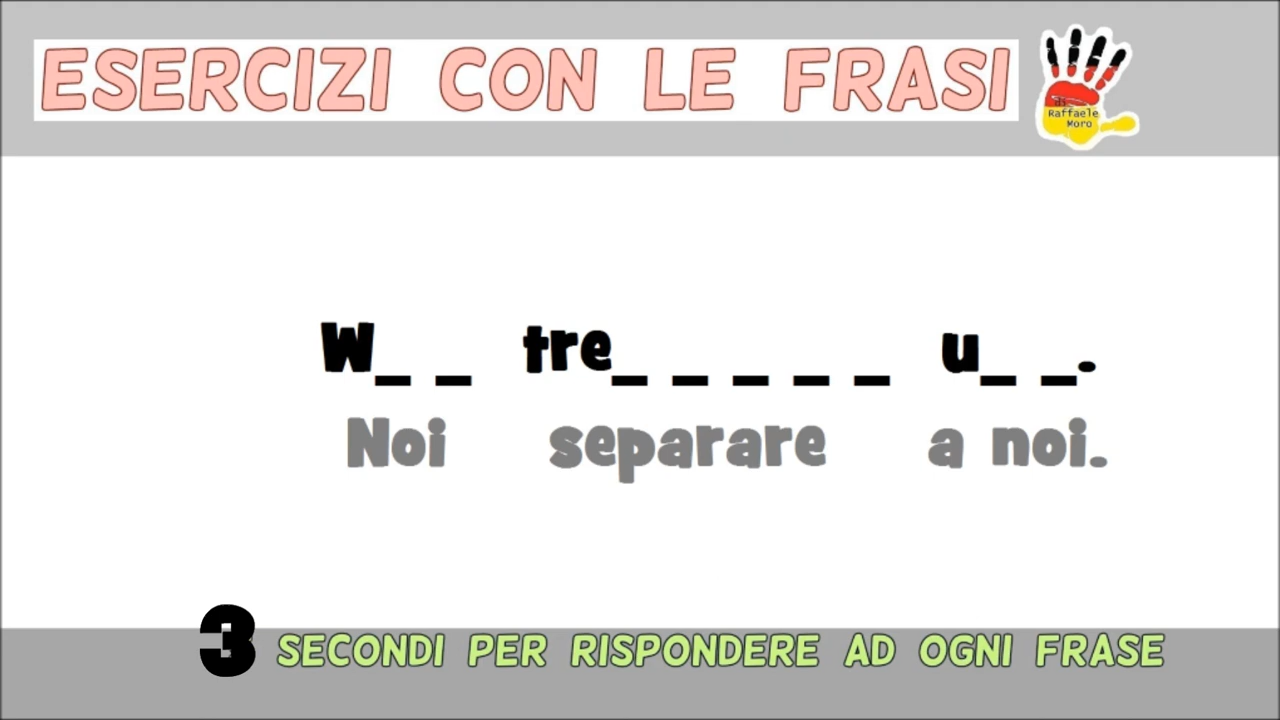 ESERCIZI CON LE FRASI
di
Raffaele
Moro
W_ _ tre_ _ _ _ _ u_ _.
Noi separare a noi.
3 SECONDI PER RISPONDERE AD OGNI FRASE